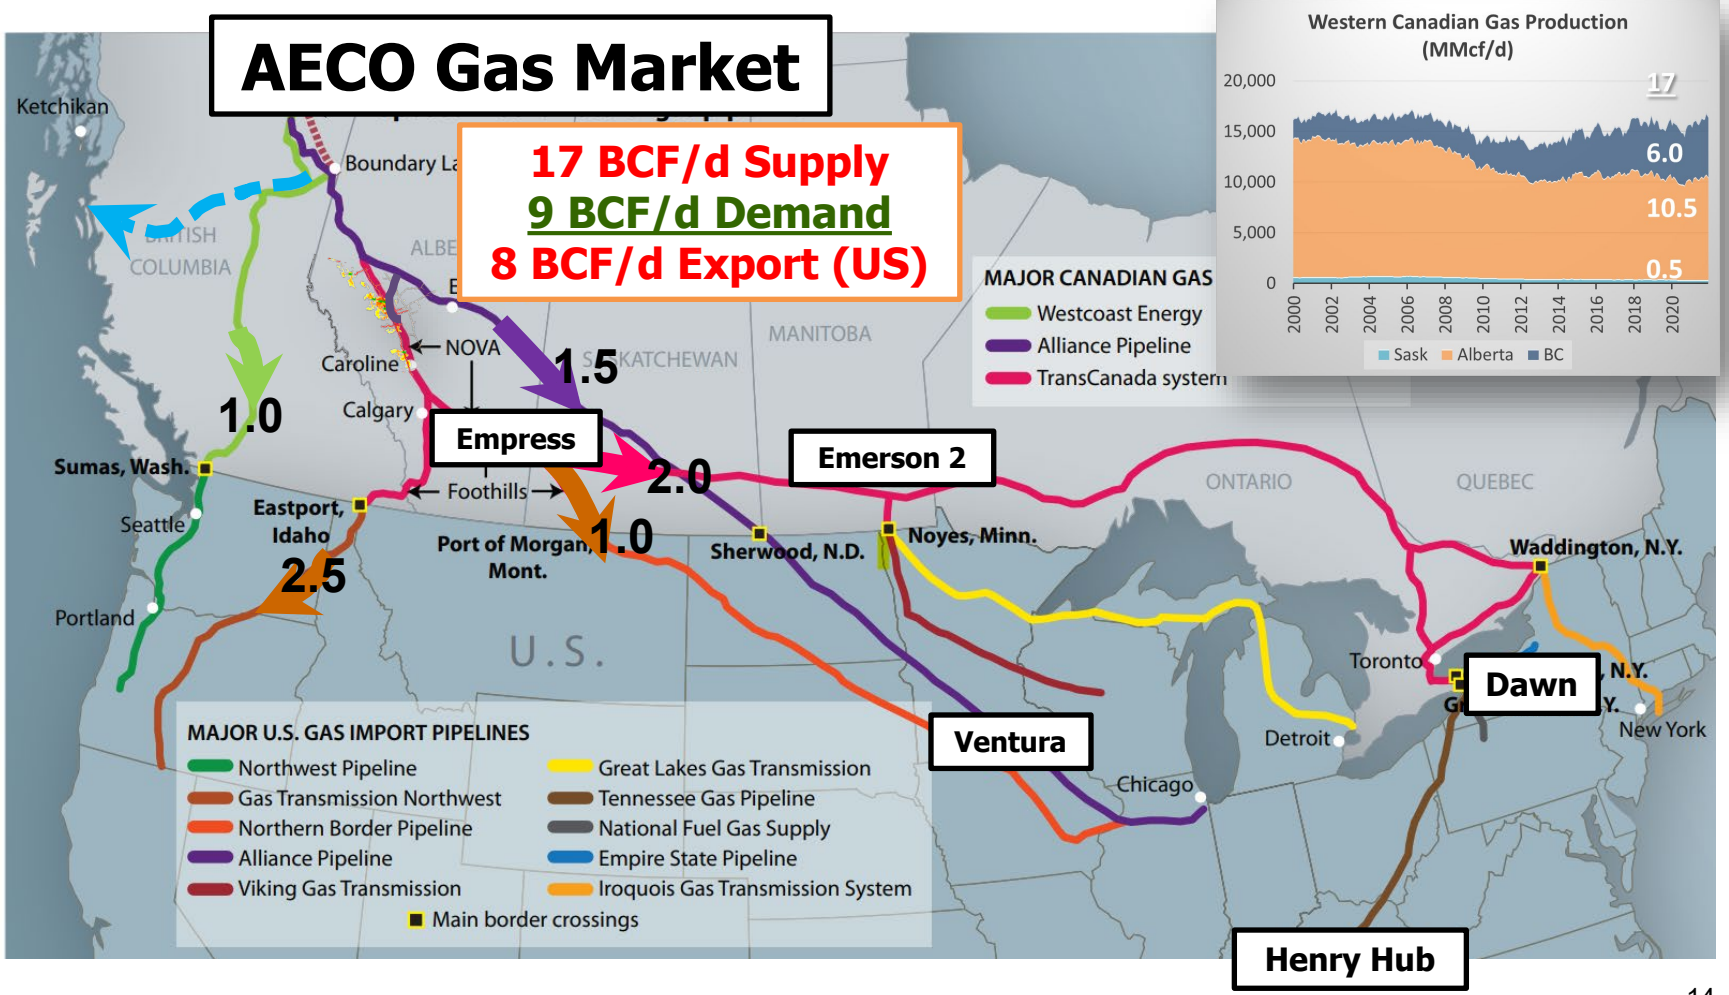 AECO Gas Market
17 BCF/d Supply
9 BCF/d Demand
8 BCF/d Export (US)
Western Canadian Gas Production
(MMcf/d)
20,000
15,000
10,000
5,000
0
17
6.0
10.5
0.5
2000 2002 2004 2006 2008 2010 2012 2014 2016 2018 2020
Sask Alberta BC
Ketchikan
Boundary La
BRITISH
COLUMBIA
ALBE
E
MANITOBA
SASKATCHEWAN
MAJOR CANADIAN GAS
Westcoast Energy
Alliance Pipeline
TransCanada system
NOVA
Caroline
1.5
Calgary
1.0
Empress
Emerson 2
Sumas, Wash.
2.0
ONTARIO
QUEBEC
Foothills
Eastport,
Idaho
Seattle
1.0
Port of Morgan,
Mont.
Sherwood, N.D.
Noyes, Minn.
Waddington, N.Y.
2.5
Portland
U.S.
Toronto
Dawn
, N.Y.
G
Y.
New York
Detroit
Ventura
Chicago
MAJOR U.S. GAS IMPORT PIPELINES
Northwest Pipeline
Gas Transmission Northwest
Northern Border Pipeline
Alliance Pipeline
Viking Gas Transmission
Great Lakes Gas Transmission
Tennessee Gas Pipeline
National Fuel Gas Supply
Empire State Pipeline
Iroquois Gas Transmission System
Main border crossings
Henry Hub
14